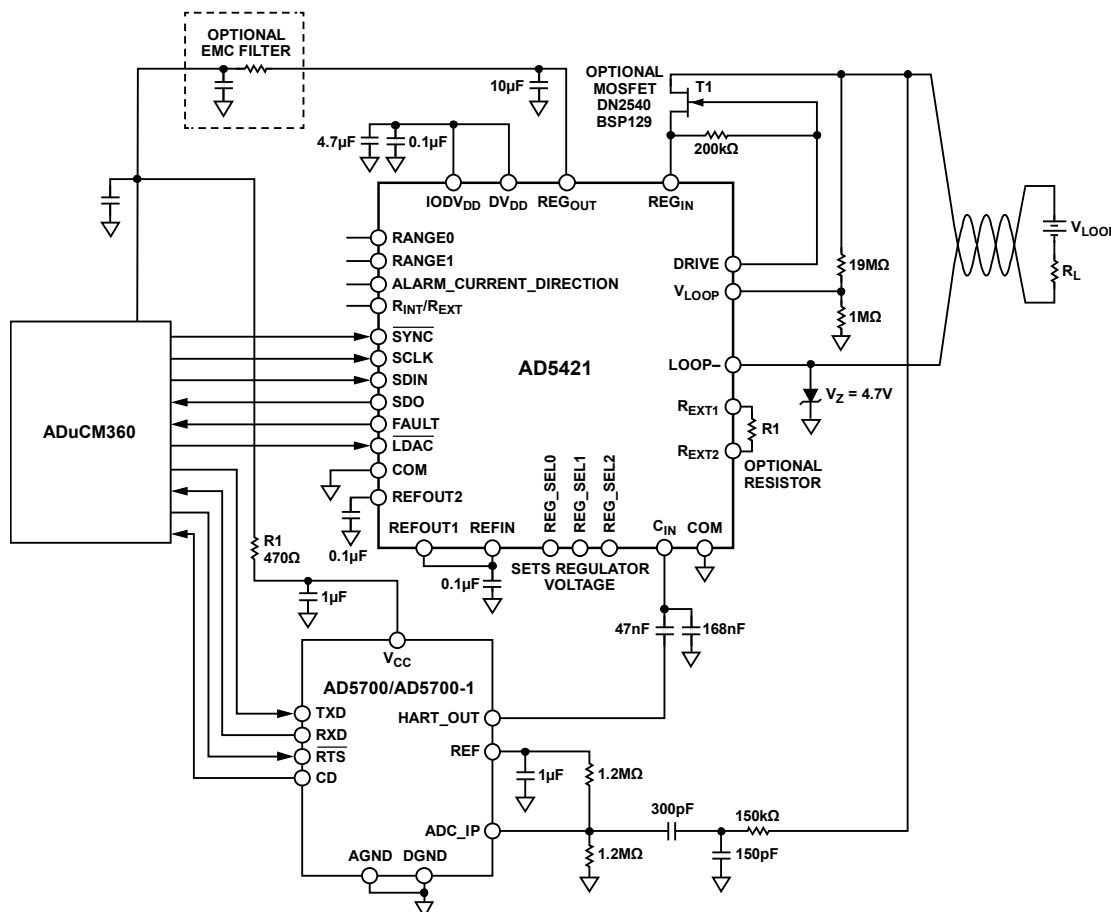 OPTIONAL
EMC FILTER
10µF
OPTIONAL
MOSFET
DN2540
BSP129
T1
200kΩ
4.7µF
0.1µF
IODVDD
DVDD
REGOUT
REGIN
RANGE0
RANGE1
ALARM_CURRENT_DIRECTION
RINT/REXT
SYNC
SCLK
SDIN
SDO
FAULT
LDAC
COM
REFOUT2
AD5421
DRIVE
VLOOP
LOOP–
REXT1
REXT2
19MΩ
1MΩ
VLOOP
RL
VZ = 4.7V
R1
OPTIONAL
RESISTOR
ADuCM360
0.1µF
REFOUT1
REFIN
REG_SEL0
REG_SEL1
REG_SEL2
CIN
COM
SETS REGULATOR
VOLTAGE
0.1µF
R1
470Ω
1µF
47nF
168nF
VCC
AD5700/AD5700-1
TXD
RXD
RTS
CD
HART_OUT
REF
ADC_IP
AGND
DGND
1µF
1.2MΩ
1.2MΩ
300pF
150kΩ
150pF